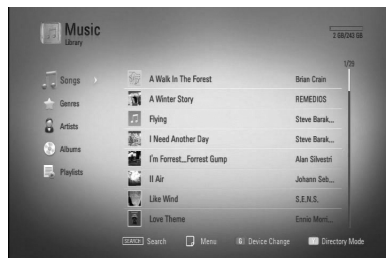 Music
Library
2 GB/243 GB
1/29
Songs
Genres
Artists
Albums
Playlists
A Walk In The Forest Brian Crain
A Winter Story REMEDIOS
Flying Steve Barak...
I Need Another Day Steve Barak...
I'm Forrest...Forrest Gump Alan Silvestri
II Air Johann Seb...
Like Wind S.E.N.S.
Love Theme Ennio Morri...
SEARCH Search Menu G Device Change Directory Mode